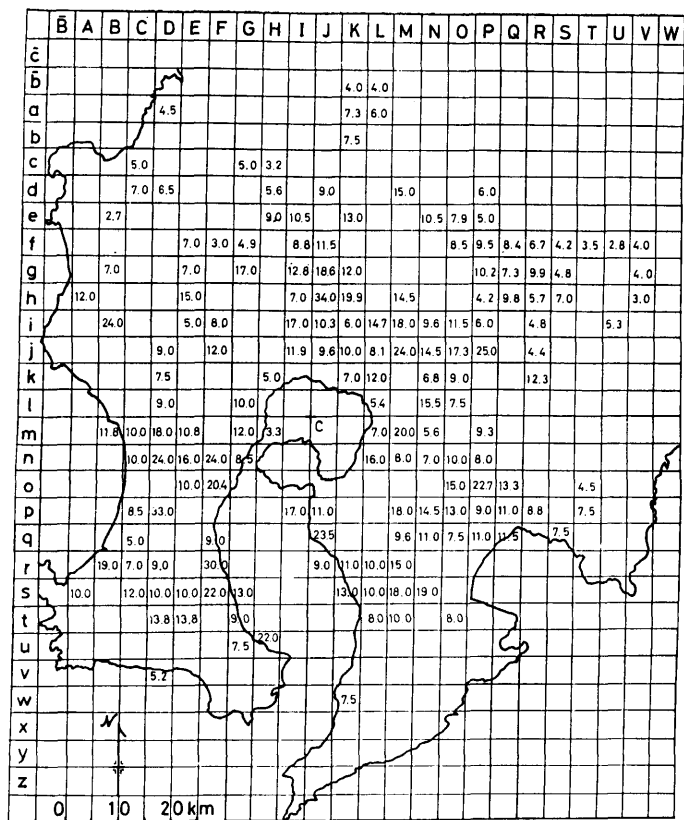 B̄ A B C D E F G H I J K L M N O P Q R S T U V W
c̄
b̄ 4.0 4.0
a 4.5 7.3 6.0
b 7.5
c 5.0 5.0 3.2
d 7.0 6.5 5.6 9.0 15.0 6.0
e 2.7 9.0 10.5 13.0 10.5 7.9 5.0
f 7.0 3.0 4.9 8.8 11.5 8.5 9.5 8.4 6.7 4.2 3.5 2.8 4.0
g 7.0 7.0 17.0 12.8 18.6 12.0 10.2 7.3 9.9 4.8 4.0
h 12.0 15.0 7.0 34.0 19.9 14.5 4.2 9.8 5.7 7.0 3.0
i 24.0 5.0 8.0 17.0 10.3 6.0 14.7 18.0 9.6 11.5 6.0 4.8 5.3
j 9.0 12.0 11.9 9.6 10.0 8.1 24.0 14.5 17.3 25.0 4.4
k 7.5 5.0 7.0 12.0 6.8 9.0 12.3
l 9.0 10.0 5.4 15.5 7.5
C
m 11.8 10.0 18.0 10.8 12.0 3.3 7.0 20.0 5.6 9.3
n 10.0 24.0 16.0 24.0 8.5 16.0 8.0 7.0 10.0 8.0
o 10.0 20.4 15.0 22.7 13.3 4.5
p 8.5 33.0 17.0 11.0 18.0 14.5 13.0 9.0 11.0 8.8 7.5
q 5.0 9.0 23.5 9.6 11.0 7.5 11.0 11.5 7.5
r 19.0 7.0 9.0 30.0 9.0 11.0 10.0 15.0
s 10.0 12.0 10.0 10.0 22.0 13.0 13.0 10.0 18.0 19.0
t 13.8 13.8 9.0 8.0 10.0 8.0
u 7.5 22.0
v 5.2
w 7.5
x N
y
z
0 10 20 km